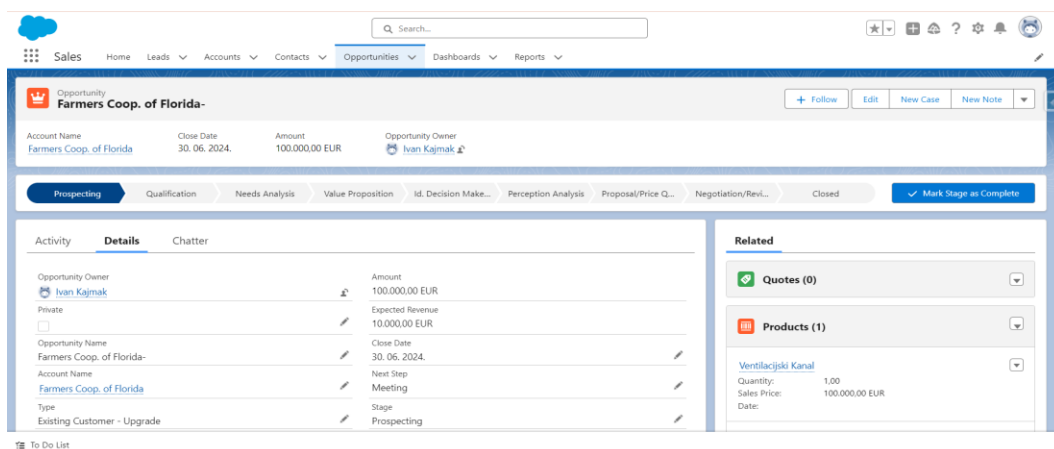 Search...
Sales Home Leads Accounts Contacts Opportunities Dashboards Reports
Opportunity
Farmers Coop. of Florida-
+ Follow Edit New Case New Note
Account Name Close Date Amount Opportunity Owner
Farmers Coop. of Florida 30. 06. 2024. 100.000,00 EUR Ivan Kajmak
Prospecting Qualification Needs Analysis Value Proposition Id. Decision Make... Perception Analysis Proposal/Price Q... Negotiation/Revi... Closed Mark Stage as Complete
Activity Details Chatter
Opportunity Owner
Ivan Kajmak
Private
Opportunity Name
Farmers Coop. of Florida-
Account Name
Farmers Coop. of Florida
Type
Existing Customer - Upgrade
Amount
100.000,00 EUR
Expected Revenue
10.000,00 EUR
Close Date
30. 06. 2024.
Next Step
Meeting
Stage
Prospecting
Related
Quotes (0)
Products (1)
Ventilacijski Kanal
Quantity: 1,00
Sales Price: 100.000,00 EUR
Date:
To Do List